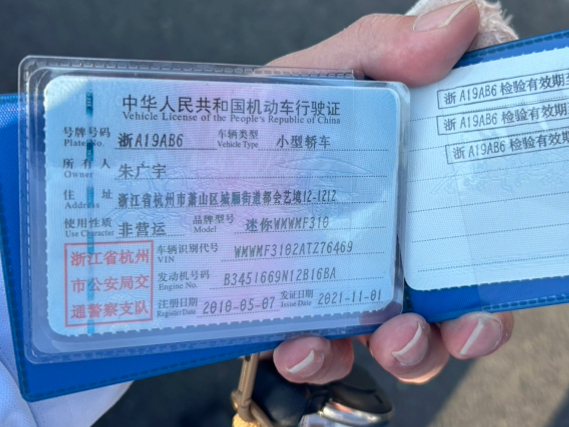 中华人民共和国机动车行驶证
Vehicle License of the People's Republic of China
号牌号码 浙A19AB6 车辆类型 小型轿车
Plate No. Vehicle Type
所有人 朱广宇
Owner
住址 浙江省杭州市萧山区城厢街道都会艺境12-1212
Address
使用性质 非营运 品牌型号 迷你WMWMF310
Use Character Model
浙江省杭州市公安局交通警察支队
车辆识别代号 WMWMF3102AT276469
VIN
发动机号码 B3451669N12B16BA
Engine No.
注册日期 2010-05-07 发证日期 2021-11-01
Register Date Issue Date
浙A19AB6 检验有效期至
浙A19AB6 检验有效期至
浙A19AB6 检验有效期